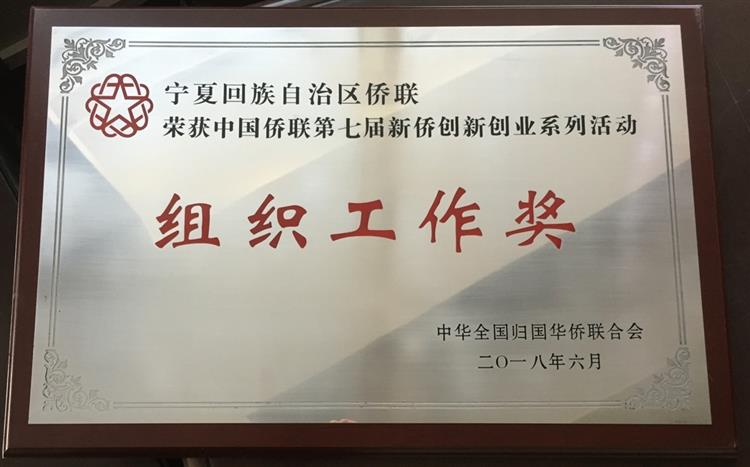 宁夏回族自治区侨联
荣获中国侨联第七届新侨创新创业系列活动
组织工作奖
中华全国归国华侨联合会
二〇一八年六月